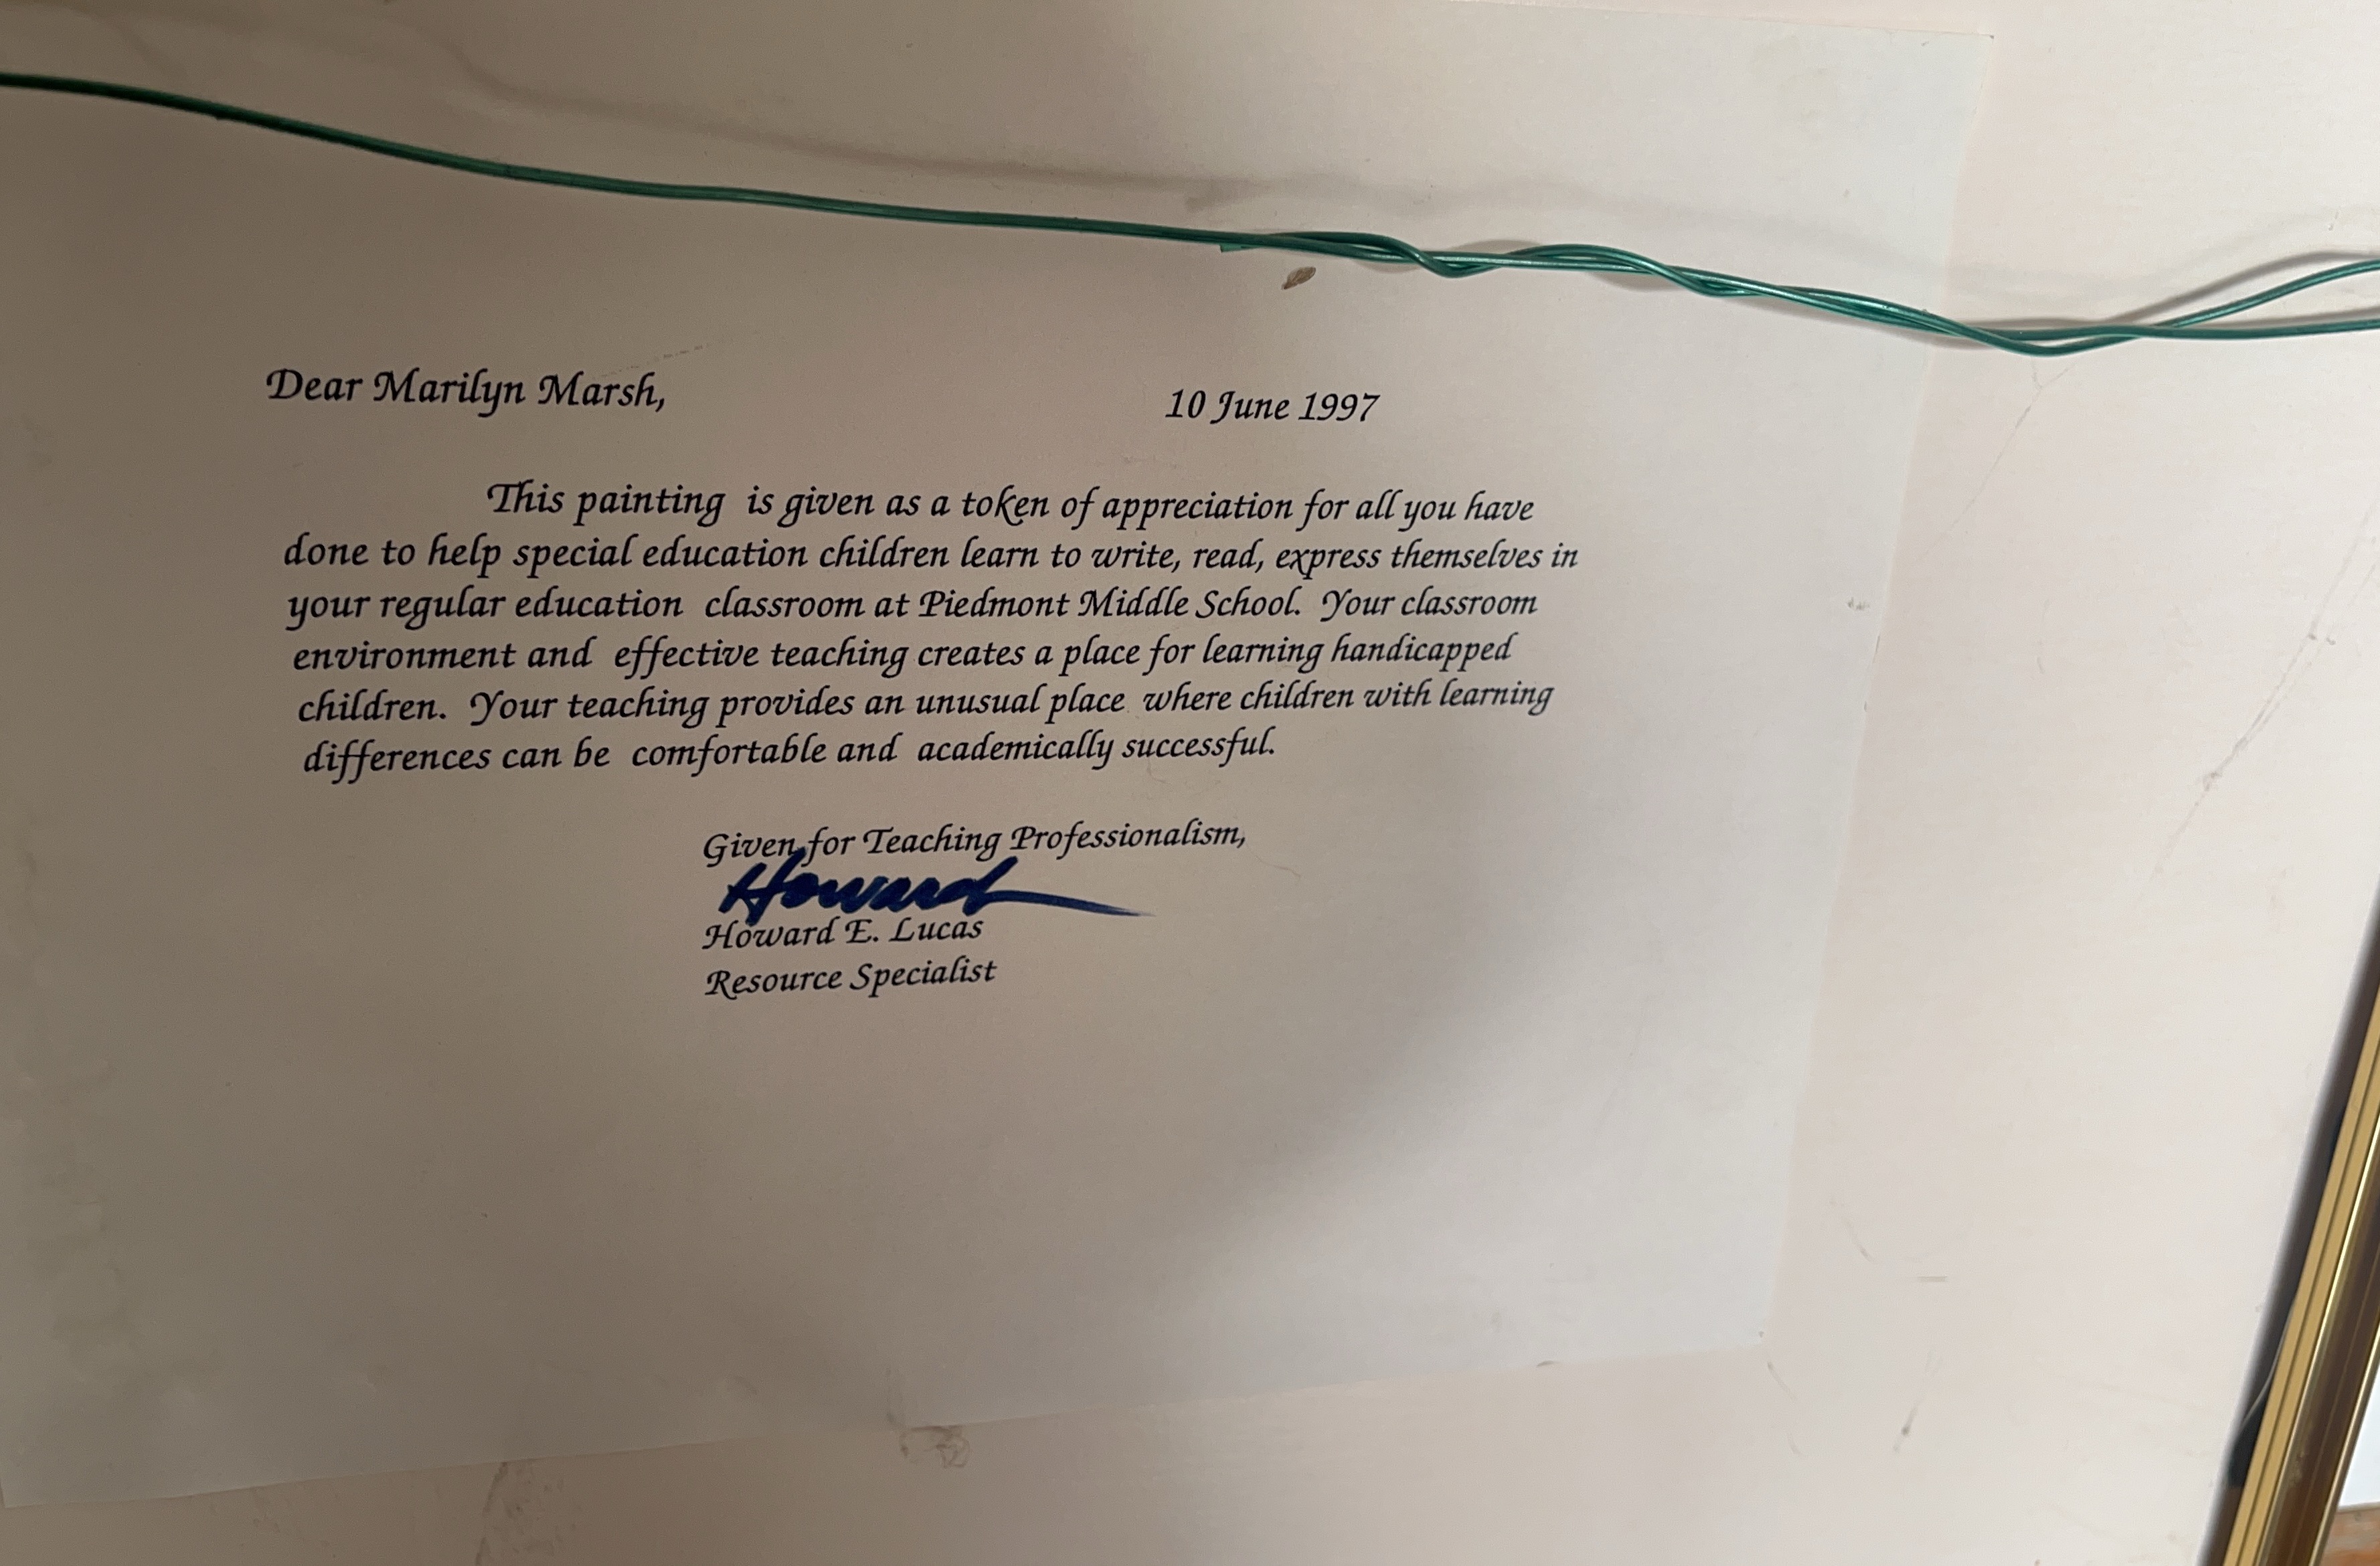 Dear Marilyn Marsh, 10 June 1997
This painting is given as a token of appreciation for all you have
done to help special education children learn to write, read, express themselves in
your regular education classroom at Piedmont Middle School. Your classroom
environment and effective teaching creates a place for learning handicapped
children. Your teaching provides an unusual place where children with learning
differences can be comfortable and academically successful.
Given for Teaching Professionalism,
Howard
Howard E. Lucas
Resource Specialist